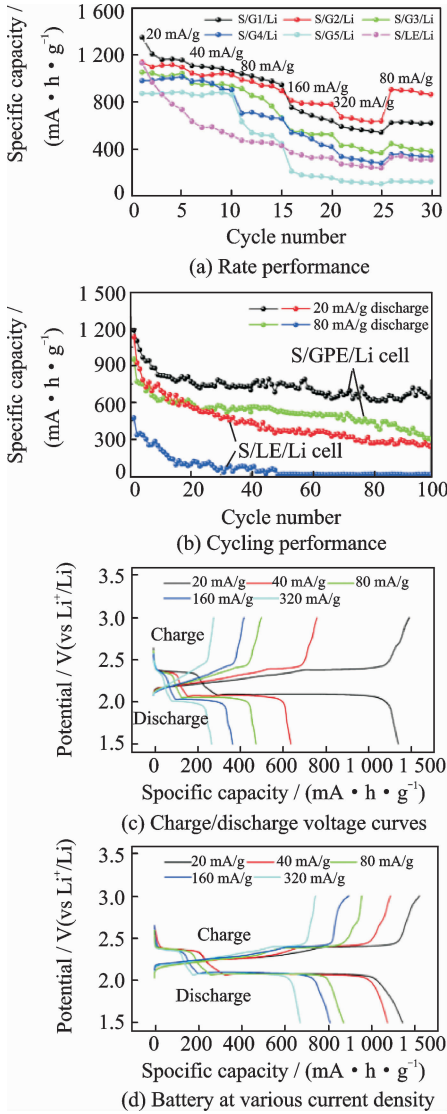 Specific capacity /
(mA·h·g⁻¹)
1 600
1 200
800
400
0
S/G1/Li S/G2/Li S/G3/Li
S/G4/Li S/G5/Li S/LE/Li
20 mA/g
40 mA/g
80 mA/g
160 mA/g
320 mA/g
80 mA/g
0 5 10 15 20 25 30
Cycle number
(a) Rate performance
Specific capacity /
(mA·h·g⁻¹)
1 500
1 200
900
600
300
0
20 mA/g discharge
80 mA/g discharge
S/GPE/Li cell
S/LE/Li cell
0 20 40 60 80 100
Cycle number
(b) Cycling performance
Potential / V(vs Li⁺/Li)
3.5
3.0
2.5
2.0
1.5
20 mA/g 40 mA/g 80 mA/g
160 mA/g 320 mA/g
Charge
Discharge
0 200 400 600 800 1 000 1 500
Spocific capacity / (mA·h·g⁻¹)
(c) Charge/discharge voltage curves
Potential / V(vs Li⁺/Li)
3.5
3.0
2.5
2.0
1.5
20 mA/g 40 mA/g 80 mA/g
160 mA/g 320 mA/g
Charge
Discharge
0 200 400 600 800 1 000 1 500
Specific capacity / (mA·h·g⁻¹)
(d) Battery at various current density